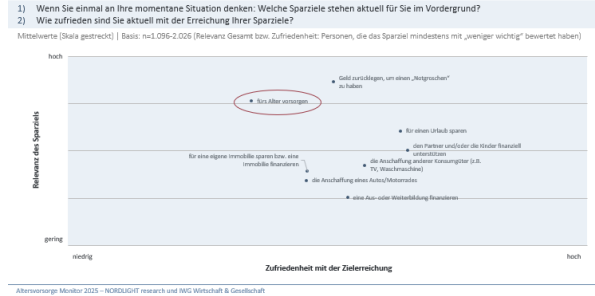 1) Wenn Sie einmal an Ihre momentane Situation denken: Welche Sparziele stehen aktuell für Sie im Vordergrund?
2) Wie zufrieden sind Sie aktuell mit der Erreichung Ihrer Sparziele?
Mittelwerte (Skala gestreckt) | Basis: n=1.096-2.026 (Relevanz Gesamt bzw. Zufriedenheit: Personen, die das Sparziel mindestens mit „weniger wichtig" bewertet haben)
hoch
Geld zurücklegen, um einen „Notgroschen"
zu haben
fürs Alter vorsorgen
für einen Urlaub sparen
den Partner und/oder die Kinder finanziell
unterstützen
für eine eigene Immobilie sparen bzw. eine
Immobilie finanzieren
die Anschaffung anderer Konsumgüter (z.B.
TV, Waschmaschine)
die Anschaffung eines Autos/Motorrades
eine Aus- oder Weiterbildung finanzieren
Relevanz des Sparziels
gering
niedrig
hoch
Zufriedenheit mit der Zielerreichung
Altersvorsorge Monitor 2025 – NORDLIGHT research und IWG Wirtschaft & Gesellschaft